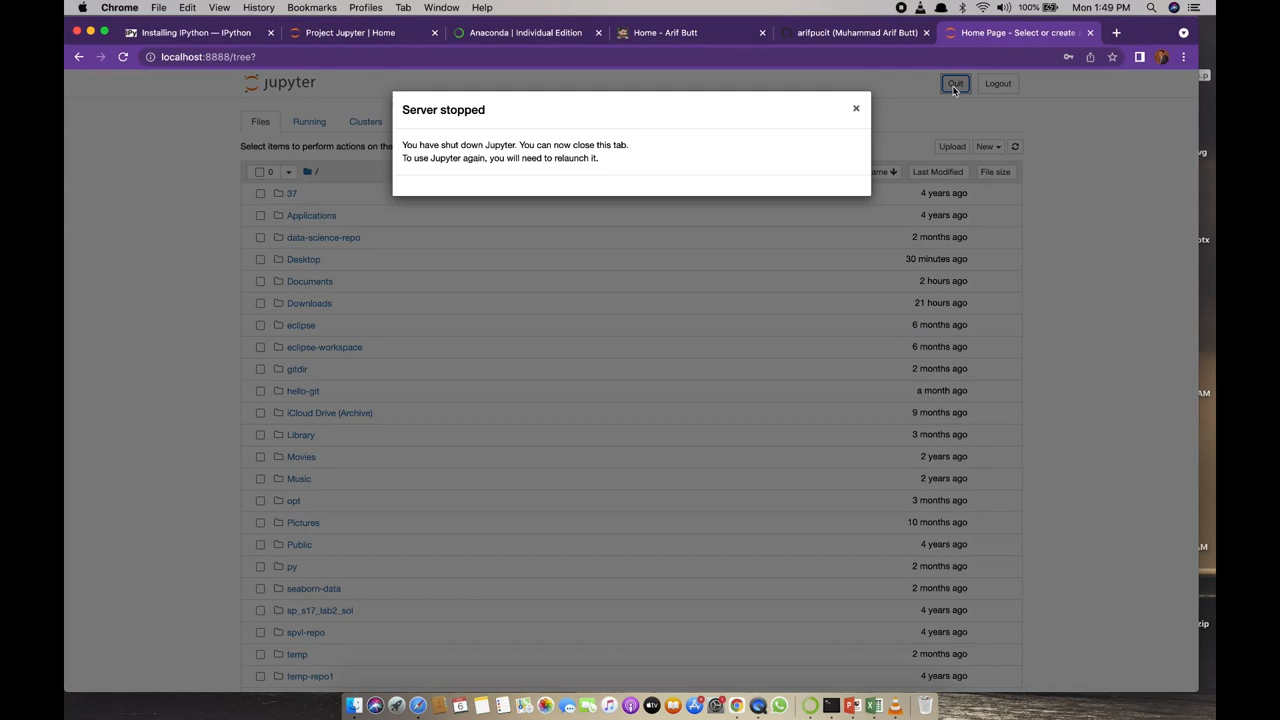 Chrome File Edit View History Bookmarks Profiles Tab Window Help 100% Mon 1:49 PM
Installing IPython — IPython × Project Jupyter | Home × Anaconda | Individual Edition × Home - Arif Butt × arifpucit (Muhammad Arif Butt) × Home Page - Select or create a ×
localhost:8888/tree?
jupyter Quit Logout
Server stopped ×
Files Running Clusters
You have shut down Jupyter. You can now close this tab.
To use Jupyter again, you will need to relaunch it.
Select items to perform actions on the Upload New
0 / ame Last Modified File size
37 4 years ago
Applications 4 years ago
data-science-repo 2 months ago
Desktop 30 minutes ago
Documents 2 hours ago
Downloads 21 hours ago
eclipse 6 months ago
eclipse-workspace 6 months ago
gitdir 2 months ago
hello-git a month ago
iCloud Drive (Archive) 9 months ago
Library 3 months ago
Movies 2 years ago
Music 2 years ago
opt 3 months ago
Pictures 10 months ago
Public 4 years ago
py 2 months ago
seaborn-data 2 months ago
sp_s17_lab2_sol 4 years ago
spvl-repo 4 years ago
temp 2 months ago
temp-repo1 4 years ago
s.p
vg
otx
AM
AM
zip